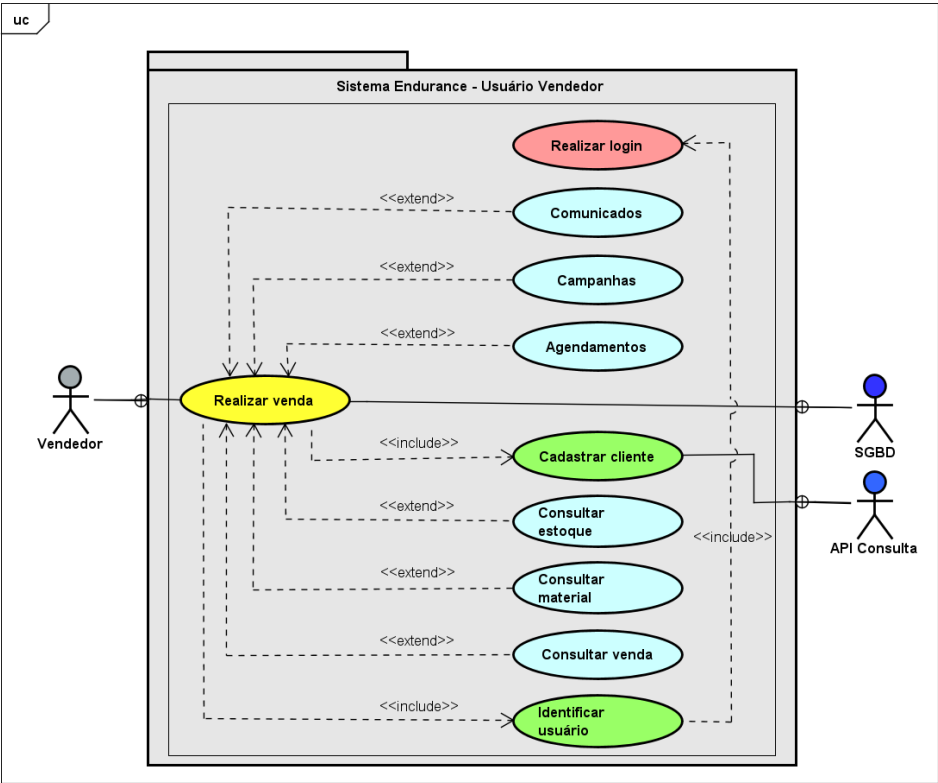 uc
Sistema Endurance - Usuário Vendedor
Realizar login
<<extend>>
Comunicados
<<extend>>
Campanhas
<<extend>>
Agendamentos
Realizar venda
Vendedor
SGBD
<<include>>
Cadastrar cliente
<<extend>>
Consultar
estoque
<<include>>
API Consulta
<<extend>>
Consultar
material
<<extend>>
Consultar venda
<<include>>
Identificar
usuário